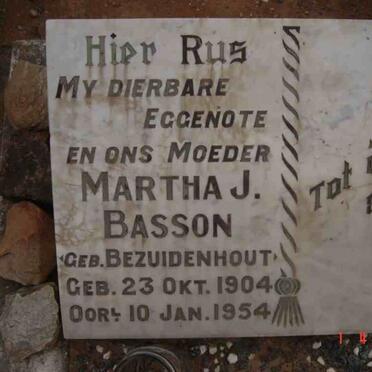 Hier Rus
My dierbare
Eggenote
en ons Moeder
Martha J.
Basson
Geb. Bezuidenhout
Geb. 23 Okt. 1904
Oorl. 10 Jan. 1954
Tot